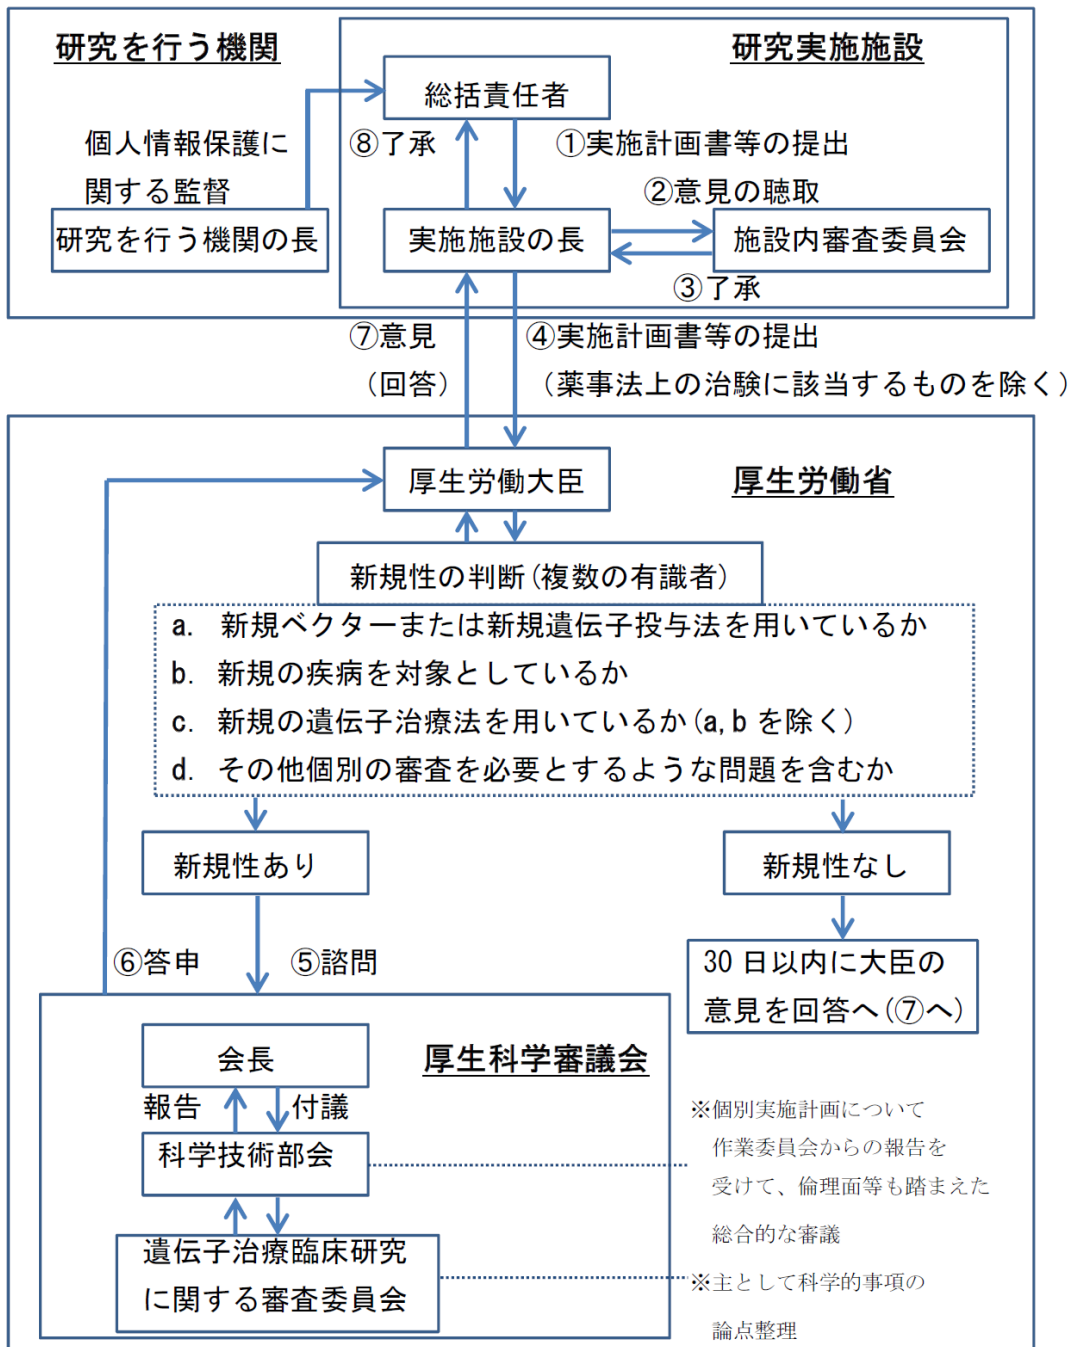 研究を行う機関
研究実施施設
総括責任者
個人情報保護に
関する監督
⑧了承
①実施計画書等の提出
②意見の聴取
研究を行う機関の長
実施施設の長
施設内審査委員会
③了承
⑦意見
（回答）
④実施計画書等の提出
（薬事法上の治験に該当するものを除く）
厚生労働大臣
厚生労働省
新規性の判断(複数の有識者)
a. 新規ベクターまたは新規遺伝子投与法を用いているか
b. 新規の疾病を対象としているか
c. 新規の遺伝子治療法を用いているか(a,bを除く)
d. その他個別の審査を必要とするような問題を含むか
新規性あり
新規性なし
⑥答申
⑤諮問
30日以内に大臣の
意見を回答へ(⑦へ)
会長
厚生科学審議会
報告
付議
科学技術部会
※個別実施計画について
作業委員会からの報告を
受けて、倫理面等も踏まえた
総合的な審議
遺伝子治療臨床研究
に関する審査委員会
※主として科学的事項の
論点整理